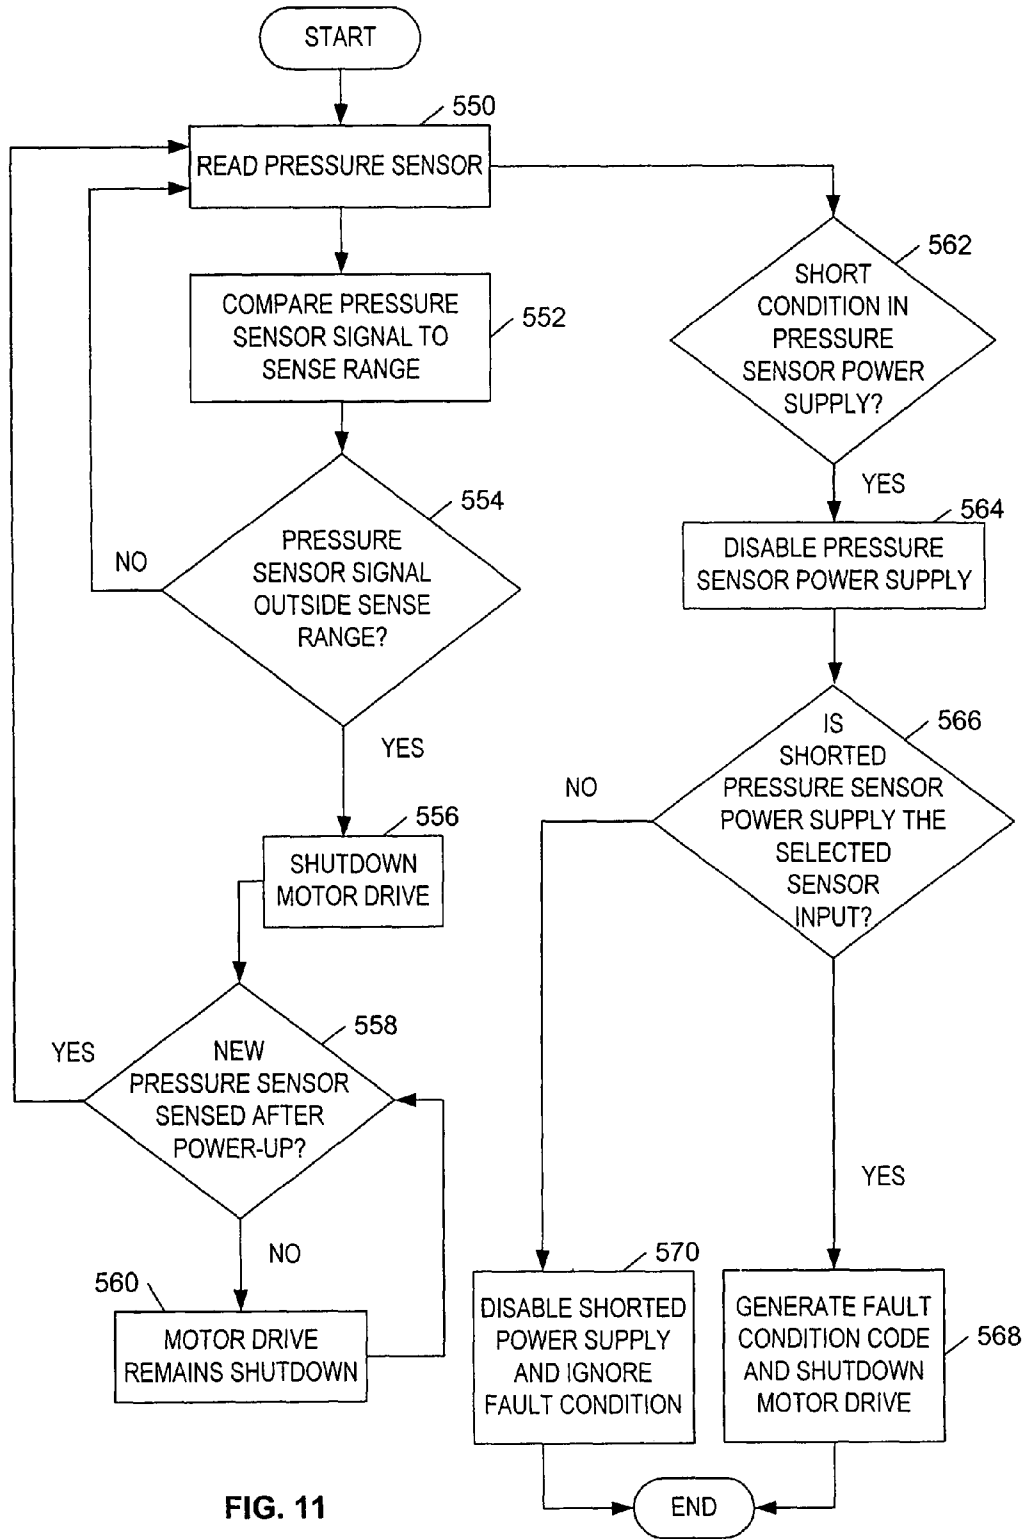 START
550
READ PRESSURE SENSOR
COMPARE PRESSURE
SENSOR SIGNAL TO
SENSE RANGE
552
PRESSURE
SENSOR SIGNAL
OUTSIDE SENSE
RANGE?
554
NO
YES
556
SHUTDOWN
MOTOR DRIVE
558
NEW
PRESSURE SENSOR
SENSED AFTER
POWER-UP?
YES
NO
560
MOTOR DRIVE
REMAINS SHUTDOWN
562
SHORT
CONDITION IN
PRESSURE
SENSOR POWER
SUPPLY?
YES
564
DISABLE PRESSURE
SENSOR POWER SUPPLY
566
IS
SHORTED
PRESSURE SENSOR
POWER SUPPLY THE
SELECTED
SENSOR
INPUT?
NO
YES
570
DISABLE SHORTED
POWER SUPPLY
AND IGNORE
FAULT CONDITION
GENERATE FAULT
CONDITION CODE
AND SHUTDOWN
MOTOR DRIVE
568
END
FIG. 11